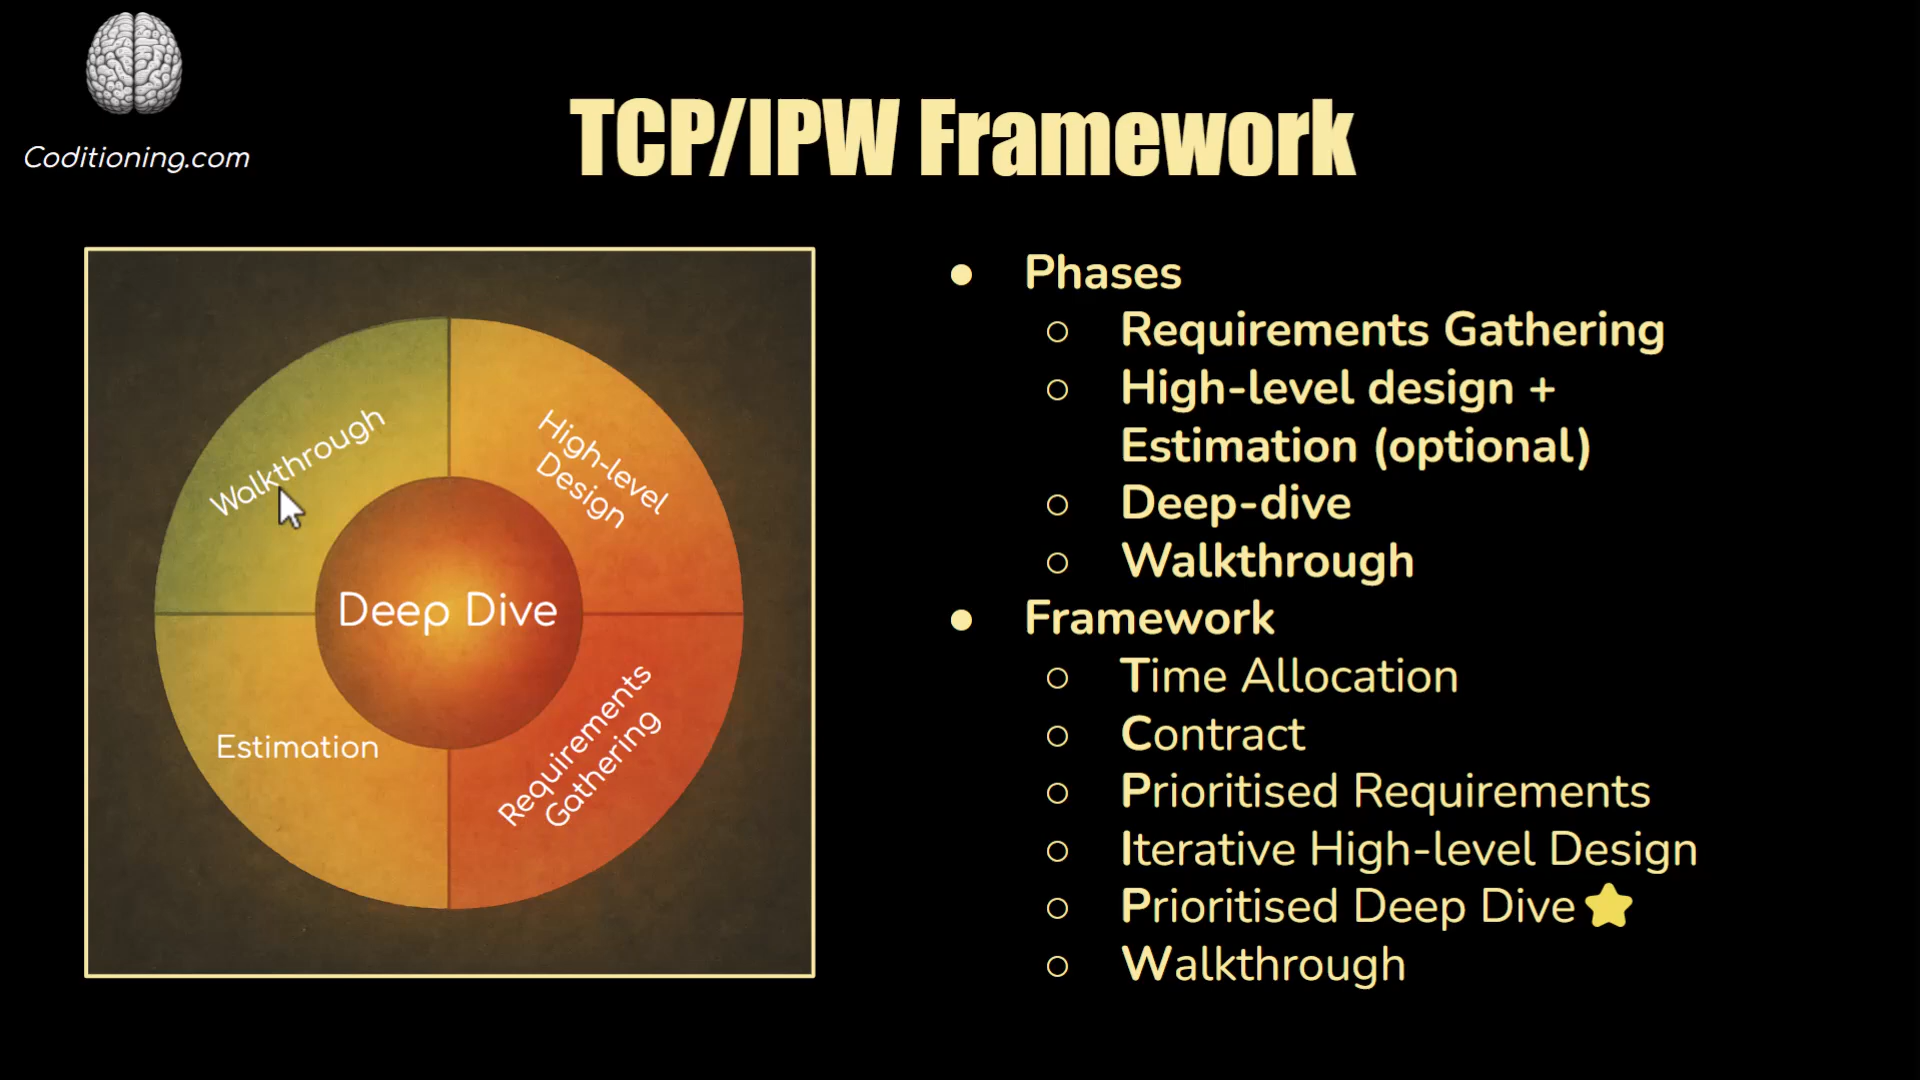 Coditioning.com
TCP/IPW Framework
Walkthrough
High-level
Design
Deep Dive
Estimation
Requirements
Gathering
Phases
Requirements Gathering
High-level design +
Estimation (optional)
Deep-dive
Walkthrough
Framework
Time Allocation
Contract
Prioritised Requirements
Iterative High-level Design
Prioritised Deep Dive
Walkthrough